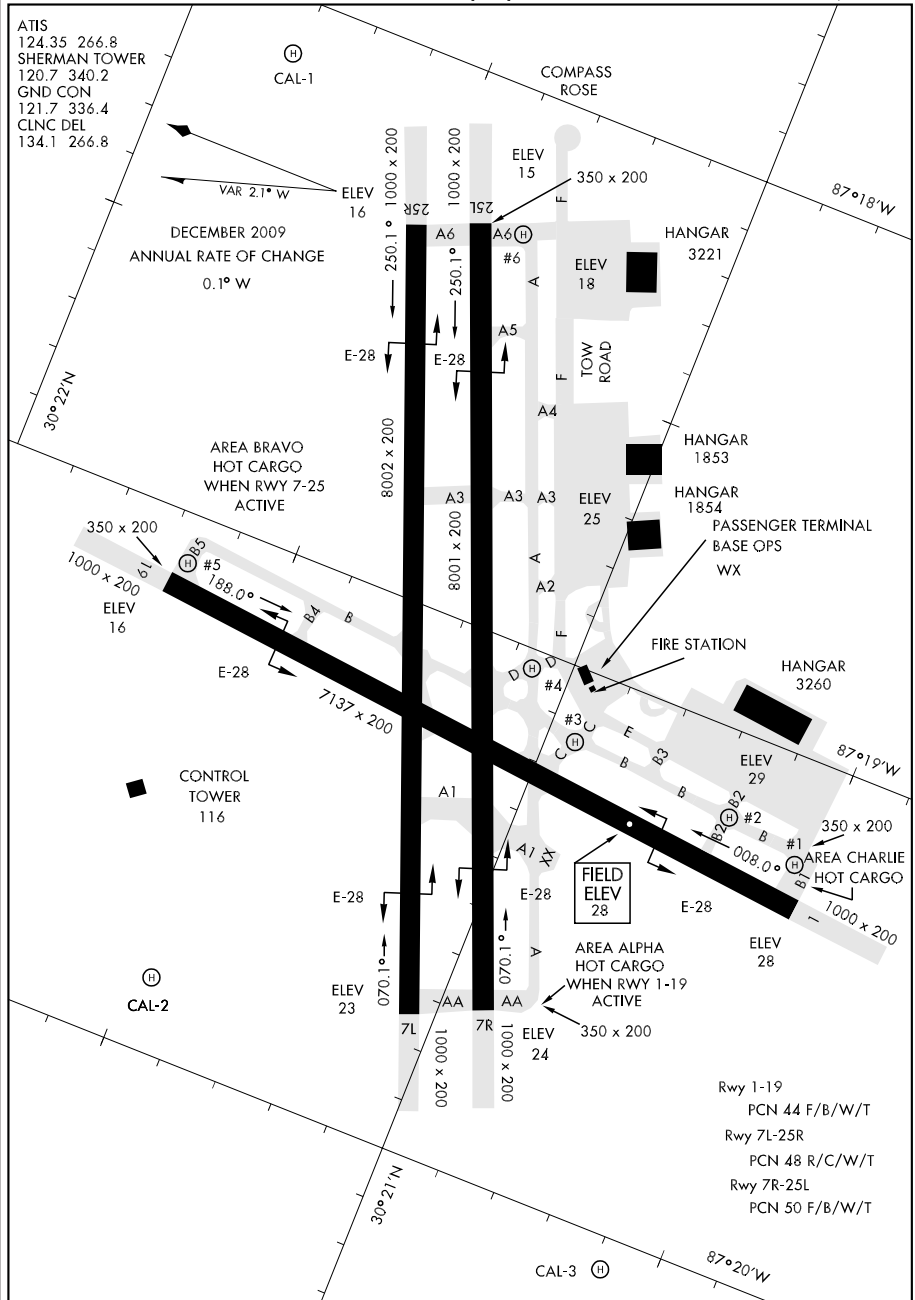 ATIS
124.35 266.8
SHERMAN TOWER
120.7 340.2
GND CON
121.7 336.4
CLNC DEL
134.1 266.8
H
CAL-1
COMPASS
ROSE
VAR 2.1° W
ELEV
16
DECEMBER 2009
ANNUAL RATE OF CHANGE
0.1° W
1000 x 200
1000 x 200
25R
25L
ELEV
15
350 x 200
F
87°18'W
250.1°
250.1°
A6
A6
H
#6
A
ELEV
18
HANGAR
3221
E-28
E-28
A5
TOW
ROAD
F
30°22'N
A4
AREA BRAVO
HOT CARGO
WHEN RWY 7-25
ACTIVE
8002 x 200
8001 x 200
A3
A3
A3
ELEV
25
HANGAR
1853
HANGAR
1854
PASSENGER TERMINAL
BASE OPS
WX
350 x 200
1000 x 200
19
H
B5
#5
188.0°
ELEV
16
B4
B
A
A2
F
FIRE STATION
E-28
7137 x 200
D
H
D
#4
HANGAR
3260
#3
C
H
C
E
B
B3
87°19'W
ELEV
29
CONTROL
TOWER
116
A1
B
B2
B2
H
#2
B
#1
350 x 200
H
B1
AREA CHARLIE
HOT CARGO
008.0°
A1
XX
FIELD
ELEV
28
E-28
E-28
E-28
1
1000 x 200
ELEV
28
A
070.1°
070.1°
AREA ALPHA
HOT CARGO
WHEN RWY 1-19
ACTIVE
H
CAL-2
ELEV
23
AA
AA
350 x 200
7L
7R
ELEV
24
1000 x 200
1000 x 200
Rwy 1-19
PCN 44 F/B/W/T
Rwy 7L-25R
PCN 48 R/C/W/T
Rwy 7R-25L
PCN 50 F/B/W/T
30°21'N
87°20'W
CAL-3
H